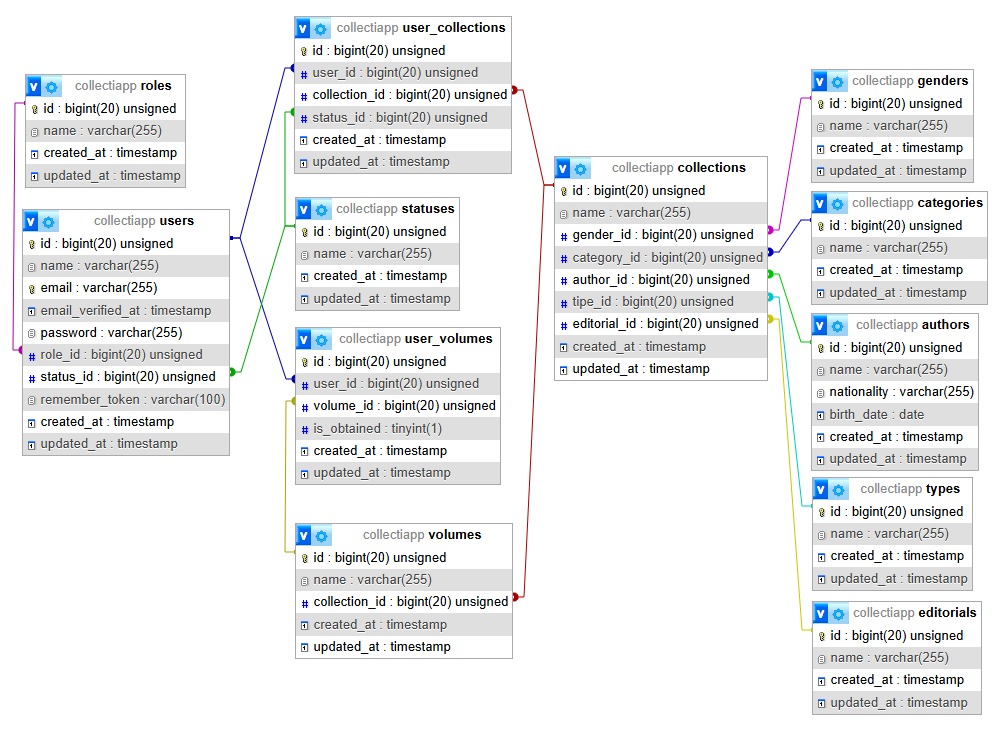 collectiapp roles
id : bigint(20) unsigned
name : varchar(255)
created_at : timestamp
updated_at : timestamp
collectiapp users
id : bigint(20) unsigned
name : varchar(255)
email : varchar(255)
email_verified_at : timestamp
password : varchar(255)
role_id : bigint(20) unsigned
status_id : bigint(20) unsigned
remember_token : varchar(100)
created_at : timestamp
updated_at : timestamp
collectiapp user_collections
id : bigint(20) unsigned
user_id : bigint(20) unsigned
collection_id : bigint(20) unsigned
status_id : bigint(20) unsigned
created_at : timestamp
updated_at : timestamp
collectiapp statuses
id : bigint(20) unsigned
name : varchar(255)
created_at : timestamp
updated_at : timestamp
collectiapp user_volumes
id : bigint(20) unsigned
user_id : bigint(20) unsigned
volume_id : bigint(20) unsigned
is_obtained : tinyint(1)
created_at : timestamp
updated_at : timestamp
collectiapp volumes
id : bigint(20) unsigned
name : varchar(255)
collection_id : bigint(20) unsigned
created_at : timestamp
updated_at : timestamp
collectiapp collections
id : bigint(20) unsigned
name : varchar(255)
gender_id : bigint(20) unsigned
category_id : bigint(20) unsigned
author_id : bigint(20) unsigned
tipe_id : bigint(20) unsigned
editorial_id : bigint(20) unsigned
created_at : timestamp
updated_at : timestamp
collectiapp genders
id : bigint(20) unsigned
name : varchar(255)
created_at : timestamp
updated_at : timestamp
collectiapp categories
id : bigint(20) unsigned
name : varchar(255)
created_at : timestamp
updated_at : timestamp
collectiapp authors
id : bigint(20) unsigned
name : varchar(255)
nationality : varchar(255)
birth_date : date
created_at : timestamp
updated_at : timestamp
collectiapp types
id : bigint(20) unsigned
name : varchar(255)
created_at : timestamp
updated_at : timestamp
collectiapp editorials
id : bigint(20) unsigned
name : varchar(255)
created_at : timestamp
updated_at : timestamp